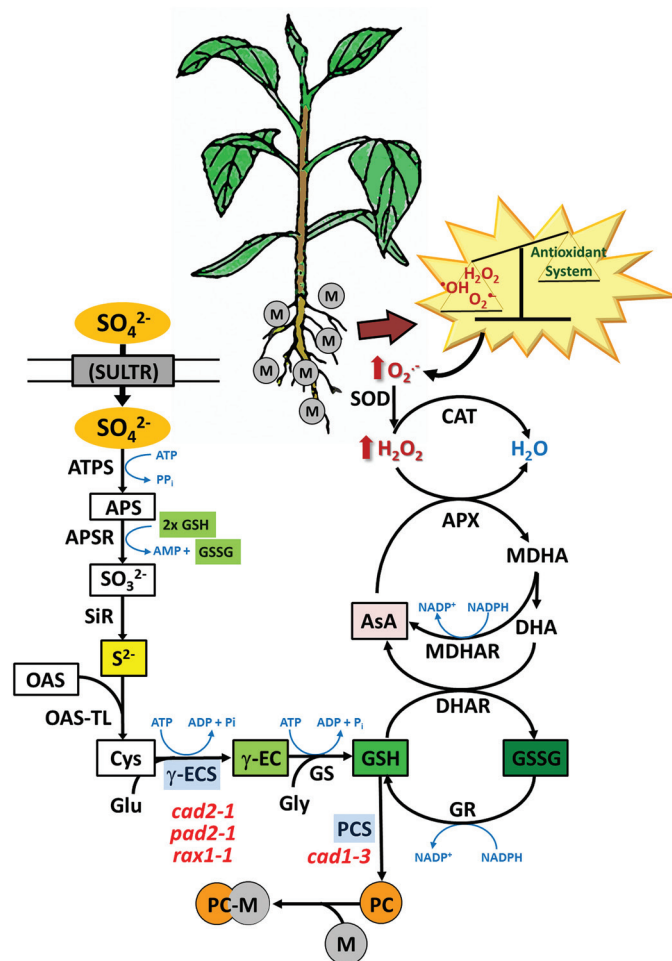 Antioxidant
System
H₂O₂
•OH
O₂•-
M
M
M
M
M
M
SO₄²⁻
(SULTR)
SO₄²⁻
ATPS
ATP
PPᵢ
APS
APSR
2x GSH
AMP + GSSG
SO₃²⁻
SiR
S²⁻
OAS
OAS-TL
Cys
Glu
ATP
ADP + Pi
γ-ECS
cad2-1
pad2-1
rax1-1
γ-EC
ATP
ADP + Pᵢ
GS
Gly
GSH
PCS
cad1-3
PC
M
PC-M
O₂•-
SOD
CAT
H₂O₂
H₂O
APX
MDHA
NADP⁺
NADPH
AsA
MDHAR
DHA
DHAR
GSSG
GR
NADP⁺
NADPH